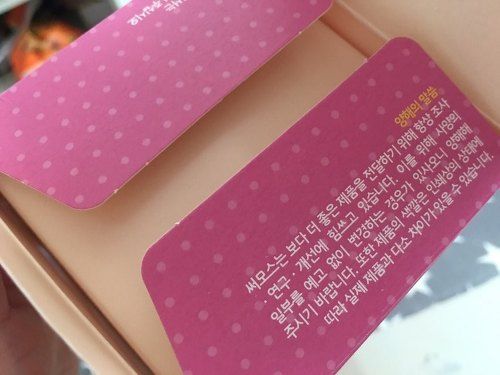 양해의 말씀
써모스는 보다 더 좋은 제품을 전달하기 위해 항상 조사
· 연구 · 개선에 힘쓰고 있습니다. 이를 위해 사양의
일부를 예고 없이 변경하는 경우가 있사오니 양해해
주시기 바랍니다. 또한 제품의 색깔은 인쇄상의 상태에
따라 실제 제품과 다소 차이가 있을 수 있습니다